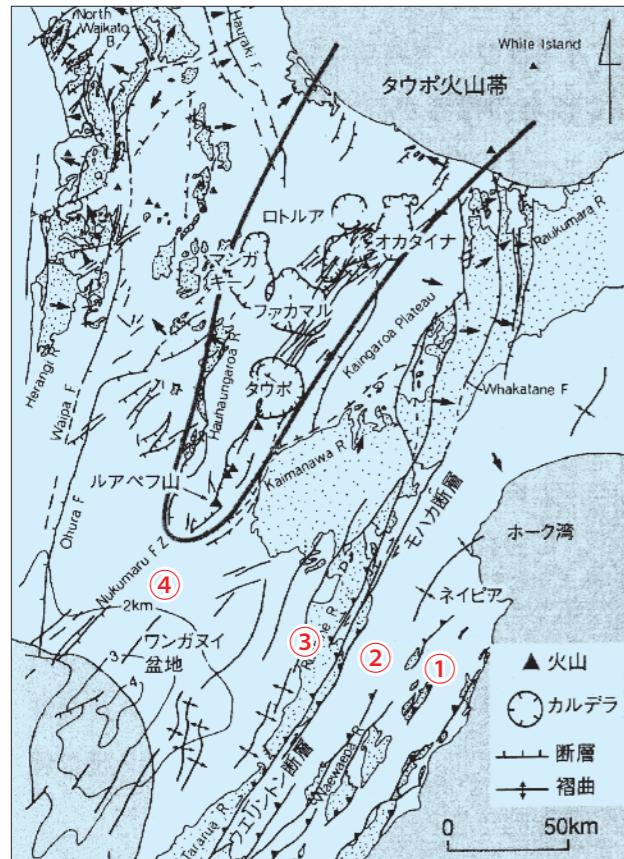 North
Waikato
B
Hauraki F
White Island
タウポ火山帯
ロトルア
オカタイナ
Raukumara R
マンガ
キーノ
ファカマル
Kaingaroa Plateau
Whakatane F
Herangi R
Waipa F
Hauhaungaroa R
タウポ
ルアペフ山
Kaimanawa R
モハカ断層
ホーク湾
Ohura F
Nukumaru F Z
④
2km
ネイピア
3
4
ワンガヌイ
盆地
③
②
①
ウエリントン断層
Tararua R
火山
カルデラ
断層
褶曲
0
50km